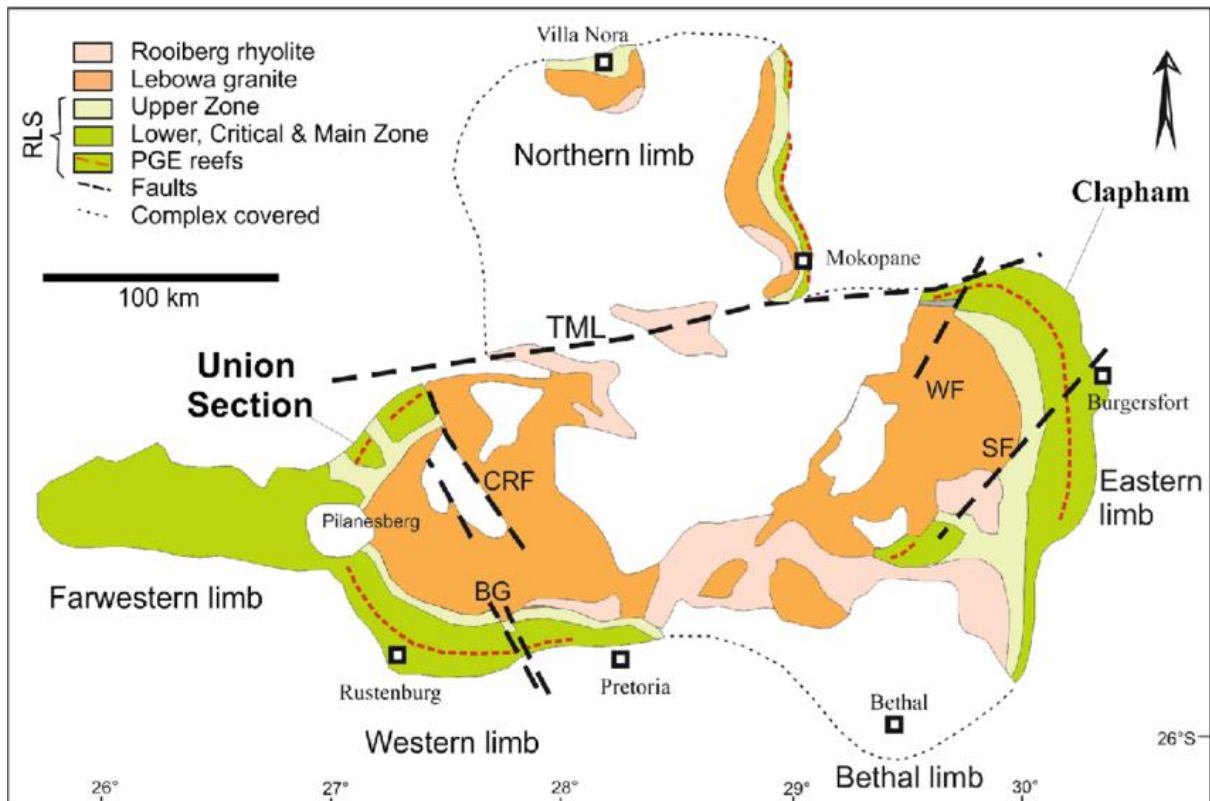 Rooiberg rhyolite
Lebowa granite
Upper Zone
Lower, Critical & Main Zone
PGE reefs
RLS
Faults
Complex covered
100 km
Villa Nora
Northern limb
Clapham
Mokopane
TML
Union
Section
WF
Burgersfort
SF
CRF
Eastern
limb
Pilanesberg
Farwestern limb
BG
Rustenburg
Pretoria
Bethal
Western limb
26°S
Bethal limb
26°
27°
28°
29°
30°